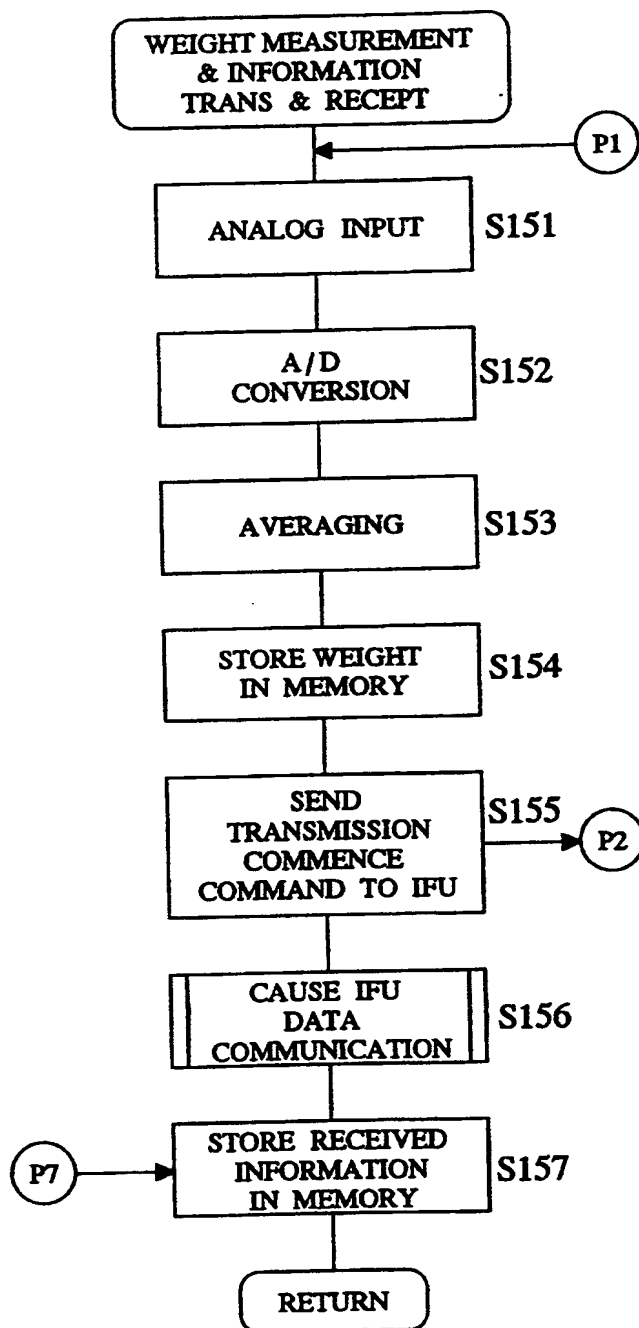 WEIGHT MEASUREMENT
& INFORMATION
TRANS & RECEPT
P1
ANALOG INPUT
S151
A/D
CONVERSION
S152
AVERAGING
S153
STORE WEIGHT
IN MEMORY
S154
SEND
TRANSMISSION
COMMENCE
COMMAND TO IFU
S155
P2
CAUSE IFU
DATA
COMMUNICATION
S156
P7
STORE RECEIVED
INFORMATION
IN MEMORY
S157
RETURN